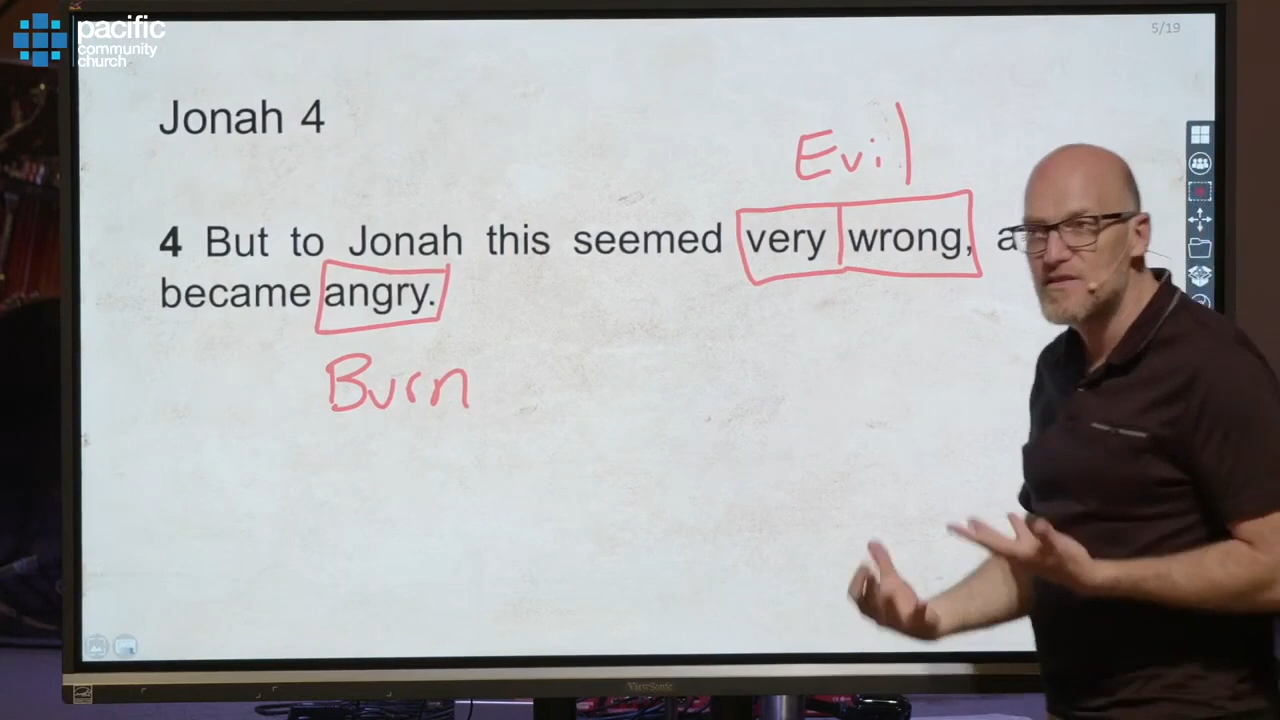 pacific
community
church
5/19
Jonah 4
Evil
4 But to Jonah this seemed very wrong, a
became angry.
Burn
ViewSonic